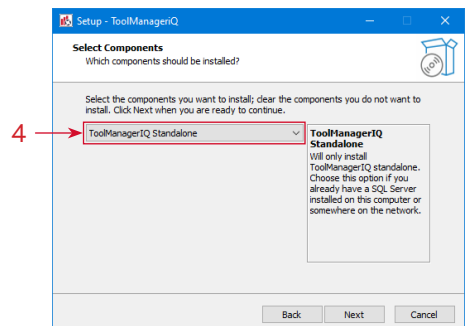 Setup - ToolManageriQ
Select Components
Which components should be installed?
Select the components you want to install; clear the components you do not want to
install. Click Next when you are ready to continue.
4
ToolManagerIQ Standalone
ToolManagerIQ
Standalone
Will only install
ToolManagerIQ standalone.
Choose this option if you
already have a SQL Server
installed on this computer or
somewhere on the network.
Back
Next
Cancel